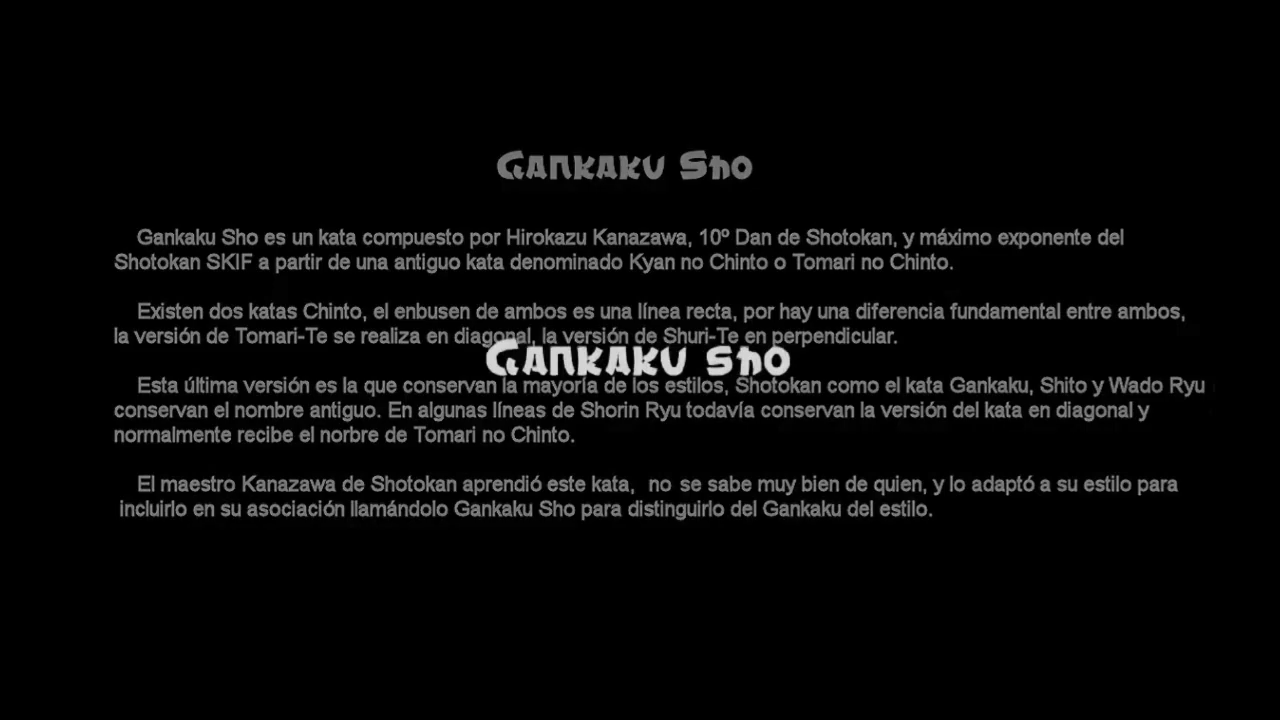 Gankaku Sho
Gankaku Sho es un kata compuesto por Hirokazu Kanazawa, 10º Dan de Shotokan, y máximo exponente del
Shotokan SKIF a partir de una antiguo kata denominado Kyan no Chinto o Tomari no Chinto.
Existen dos katas Chinto, el enbusen de ambos es una línea recta, por hay una diferencia fundamental entre ambos,
la versión de Tomari-Te se realiza en diagonal, la versión de Shuri-Te en perpendicular.
Gankaku sho
Esta última versión es la que conservan la mayoría de los estilos, Shotokan como el kata Gankaku, Shito y Wado Ryu
conservan el nombre antiguo. En algunas líneas de Shorin Ryu todavía conservan la versión del kata en diagonal y
normalmente recibe el norbre de Tomari no Chinto.
El maestro Kanazawa de Shotokan aprendió este kata, no se sabe muy bien de quien, y lo adaptó a su estilo para
incluirlo en su asociación llamándolo Gankaku Sho para distinguirlo del Gankaku del estilo.